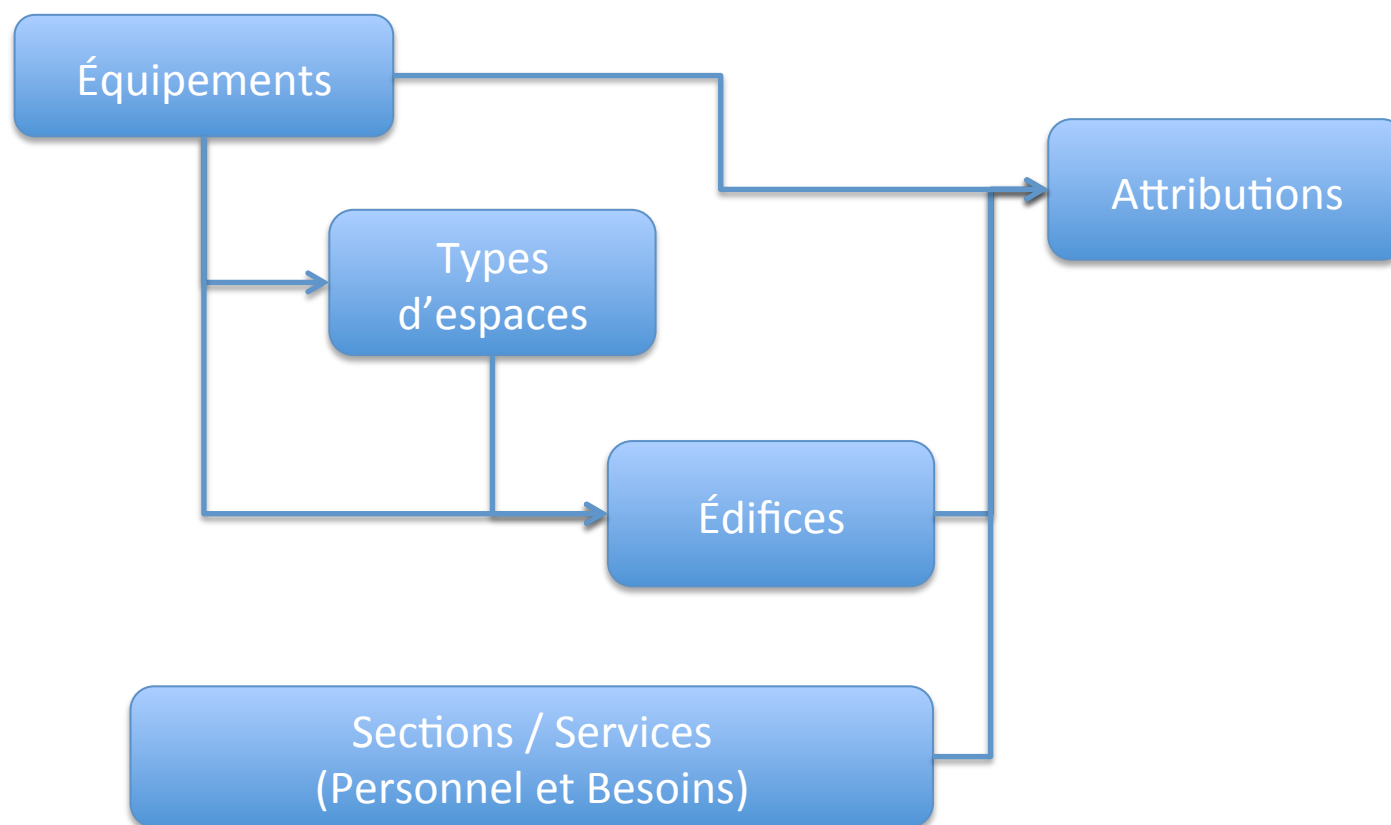 Équipements
Attributions
Types
d’espaces
Édifices
Sections / Services
(Personnel et Besoins)